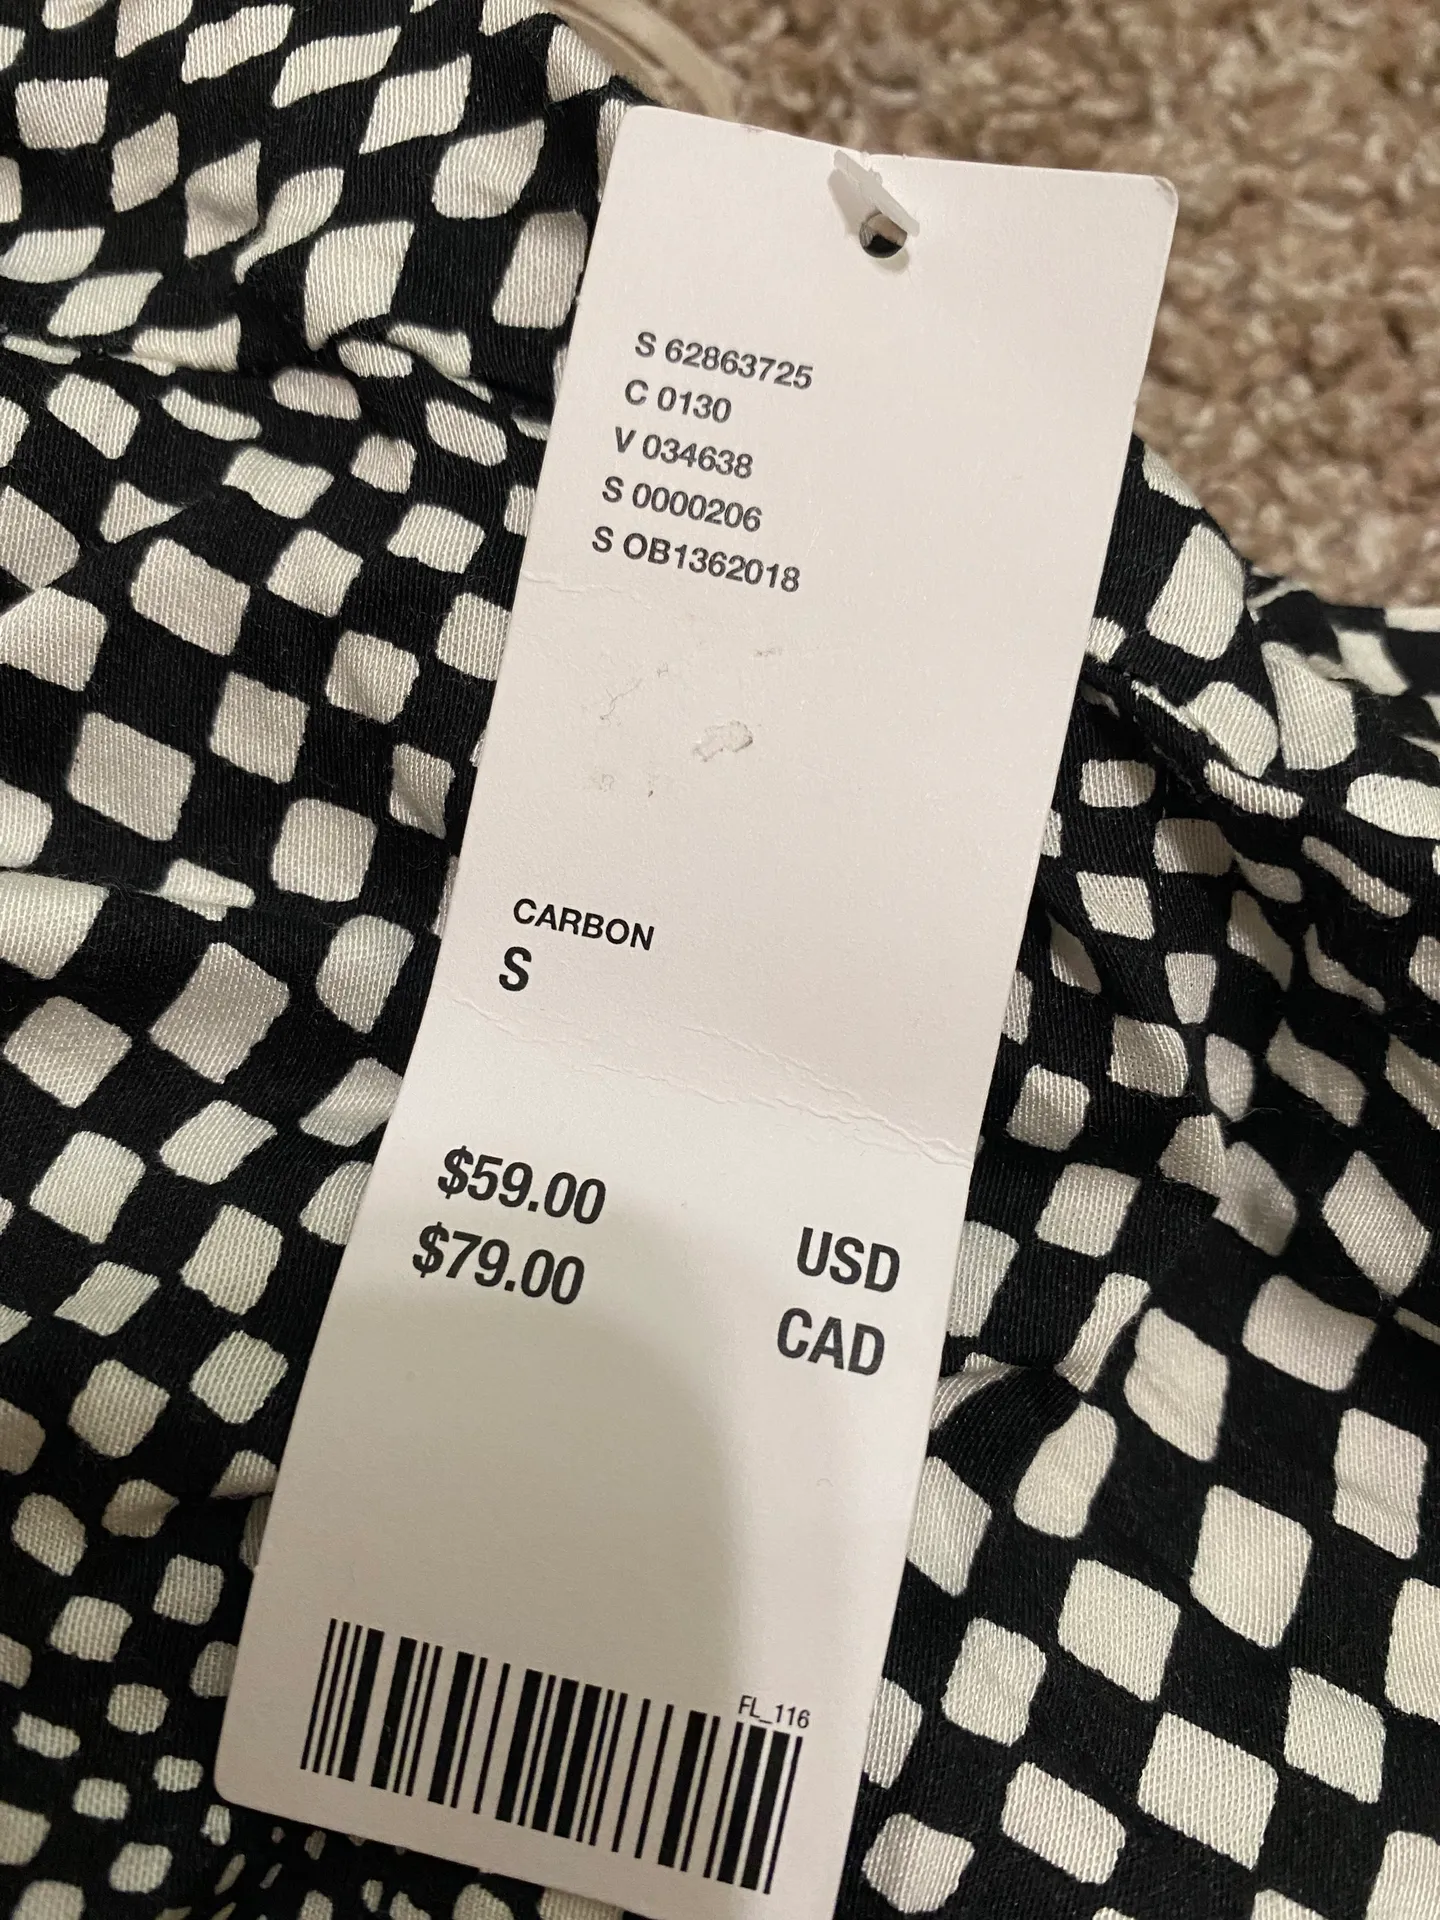 S 62863725
C 0130
V 034638
S 0000206
S OB1362018
CARBON
S
$59.00 USD
$79.00 CAD
FL_116